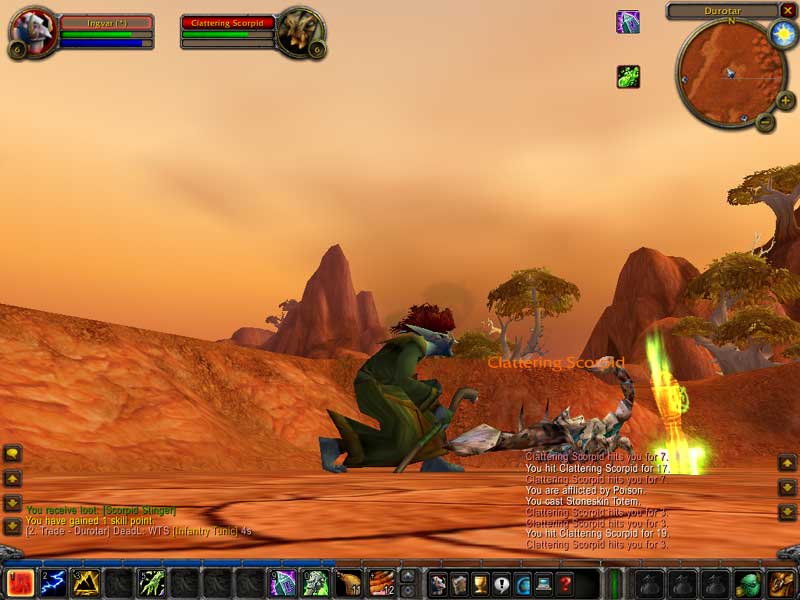 Ingvar (*)
6
Clattering Scorpid
6
Durotar
N
Clattering Scorpid
Clattering Scorpid hits you for 7.
You hit Clattering Scorpid for 17.
Clattering Scorpid hits you for 7.
You are afflicted by Poison.
You cast Stoneskin Totem.
Clattering Scorpid hits you for 3.
Clattering Scorpid hits you for 3.
You hit Clattering Scorpid for 19.
Clattering Scorpid hits you for 3.
You receive loot: [Scorpid Stinger]
You have gained 1 skill point.
[2. Trade - Durotar] DeadL: WTS [Infantry Tunic] 4s
2
3
5
11
12